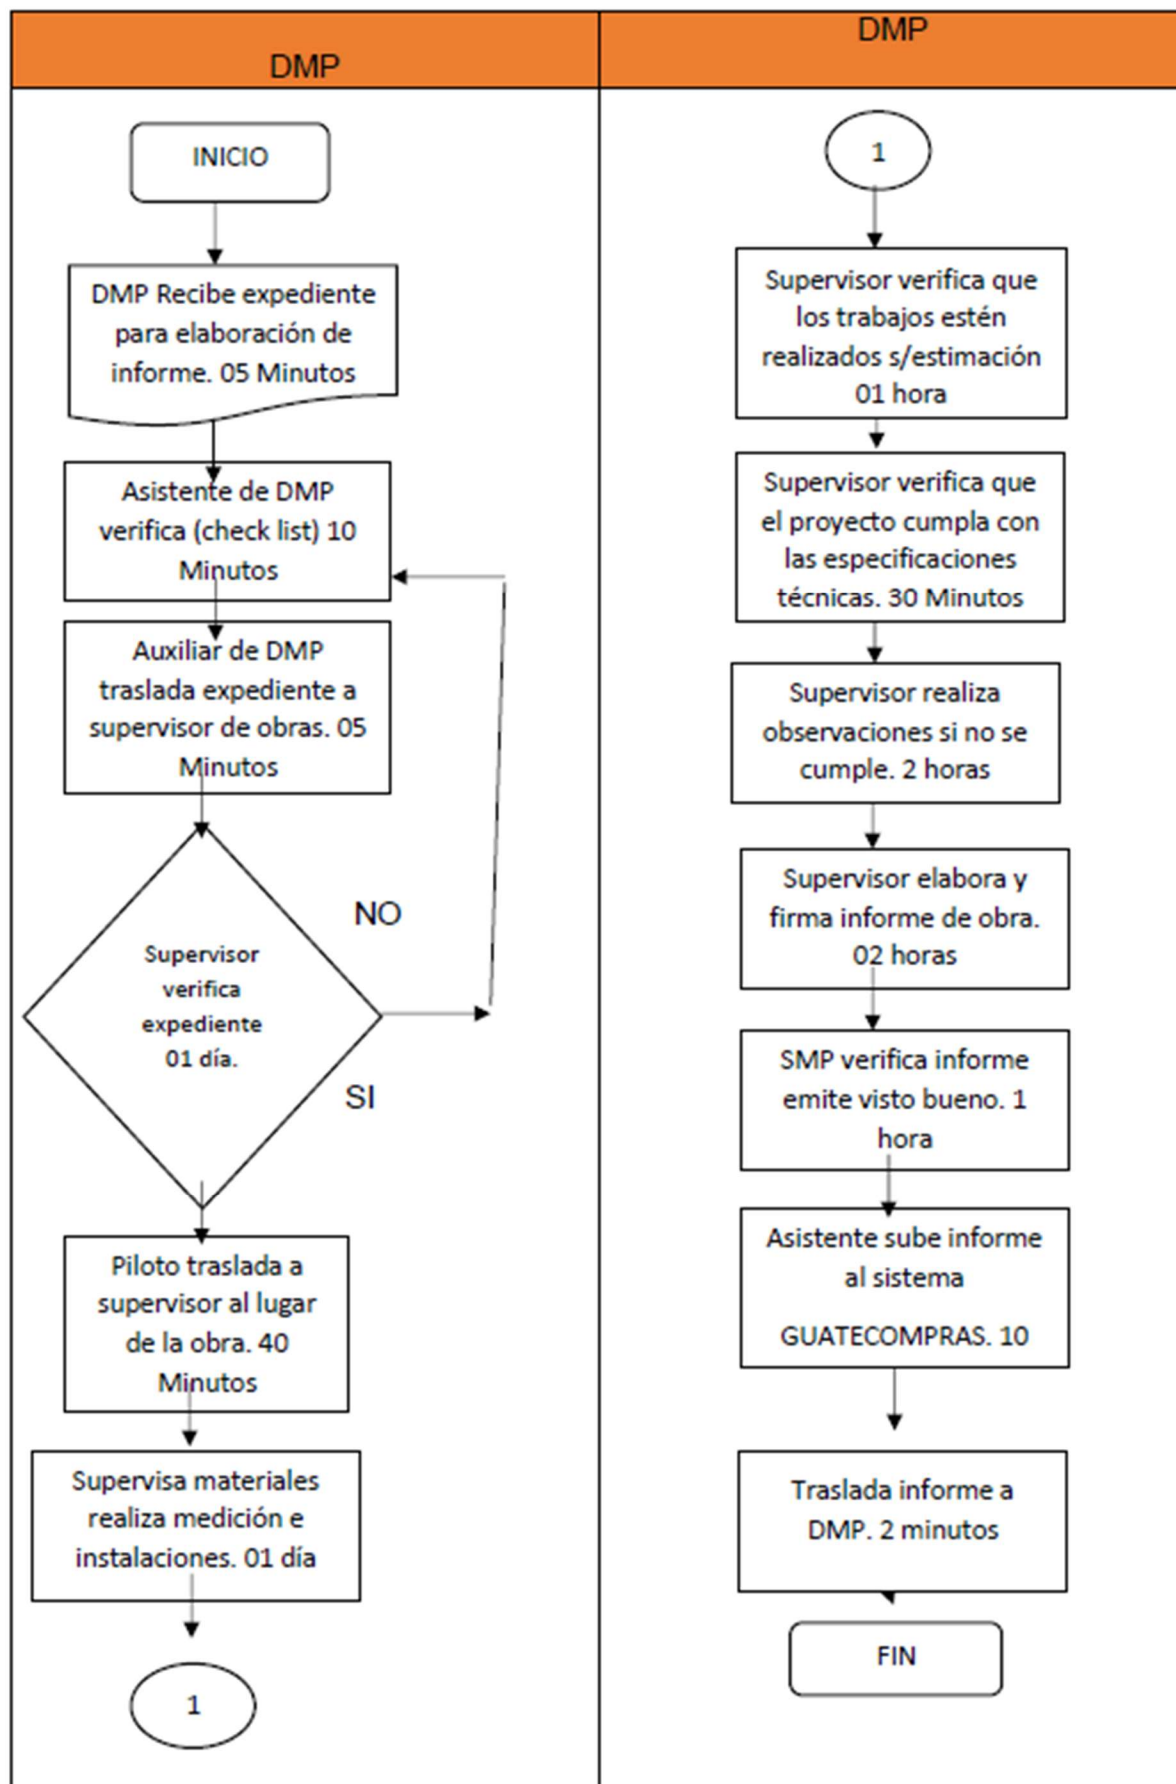 DMP
INICIO
DMP Recibe expediente
para elaboración de
informe. 05 Minutos
Asistente de DMP
verifica (check list) 10
Minutos
Auxiliar de DMP
traslada expediente a
supervisor de obras. 05
Minutos
NO
Supervisor
verifica
expediente
01 día.
SI
Piloto traslada a
supervisor al lugar
de la obra. 40
Minutos
Supervisa materiales
realiza medición e
instalaciones. 01 día
1
DMP
1
Supervisor verifica que
los trabajos estén
realizados s/estimación
01 hora
Supervisor verifica que
el proyecto cumpla con
las especificaciones
técnicas. 30 Minutos
Supervisor realiza
observaciones si no se
cumple. 2 horas
Supervisor elabora y
firma informe de obra.
02 horas
SMP verifica informe
emite visto bueno. 1
hora
Asistente sube informe
al sistema
GUATECOMPRAS. 10
Traslada informe a
DMP. 2 minutos
FIN